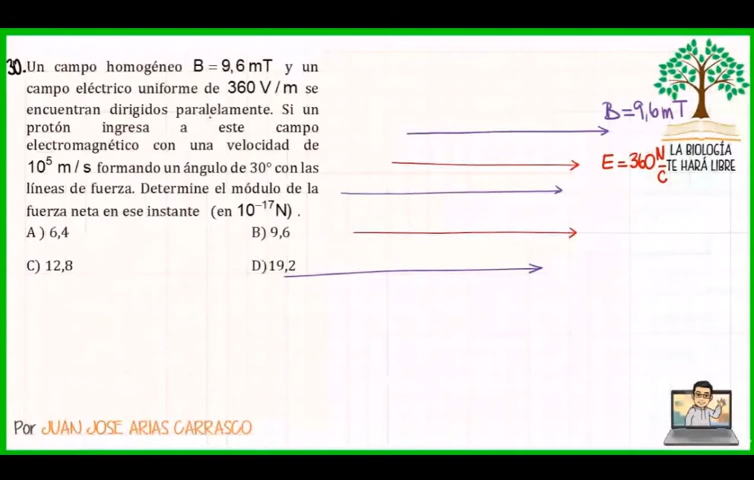 30. Un campo homogéneo B = 9,6 mT y un
campo eléctrico uniforme de 360 V/m se
encuentran dirigidos paralelamente. Si un
protón ingresa a este campo
electromagnético con una velocidad de
10⁵ m/s formando un ángulo de 30° con las
líneas de fuerza. Determine el módulo de la
fuerza neta en ese instante (en 10⁻¹⁷N) .
A ) 6,4 B) 9,6
C) 12,8 D)19,2
B=9,6mT
E=360 N/C
LA BIOLOGÍA
TE HARÁ LIBRE
Por JUAN JOSE ARIAS CARRASCO